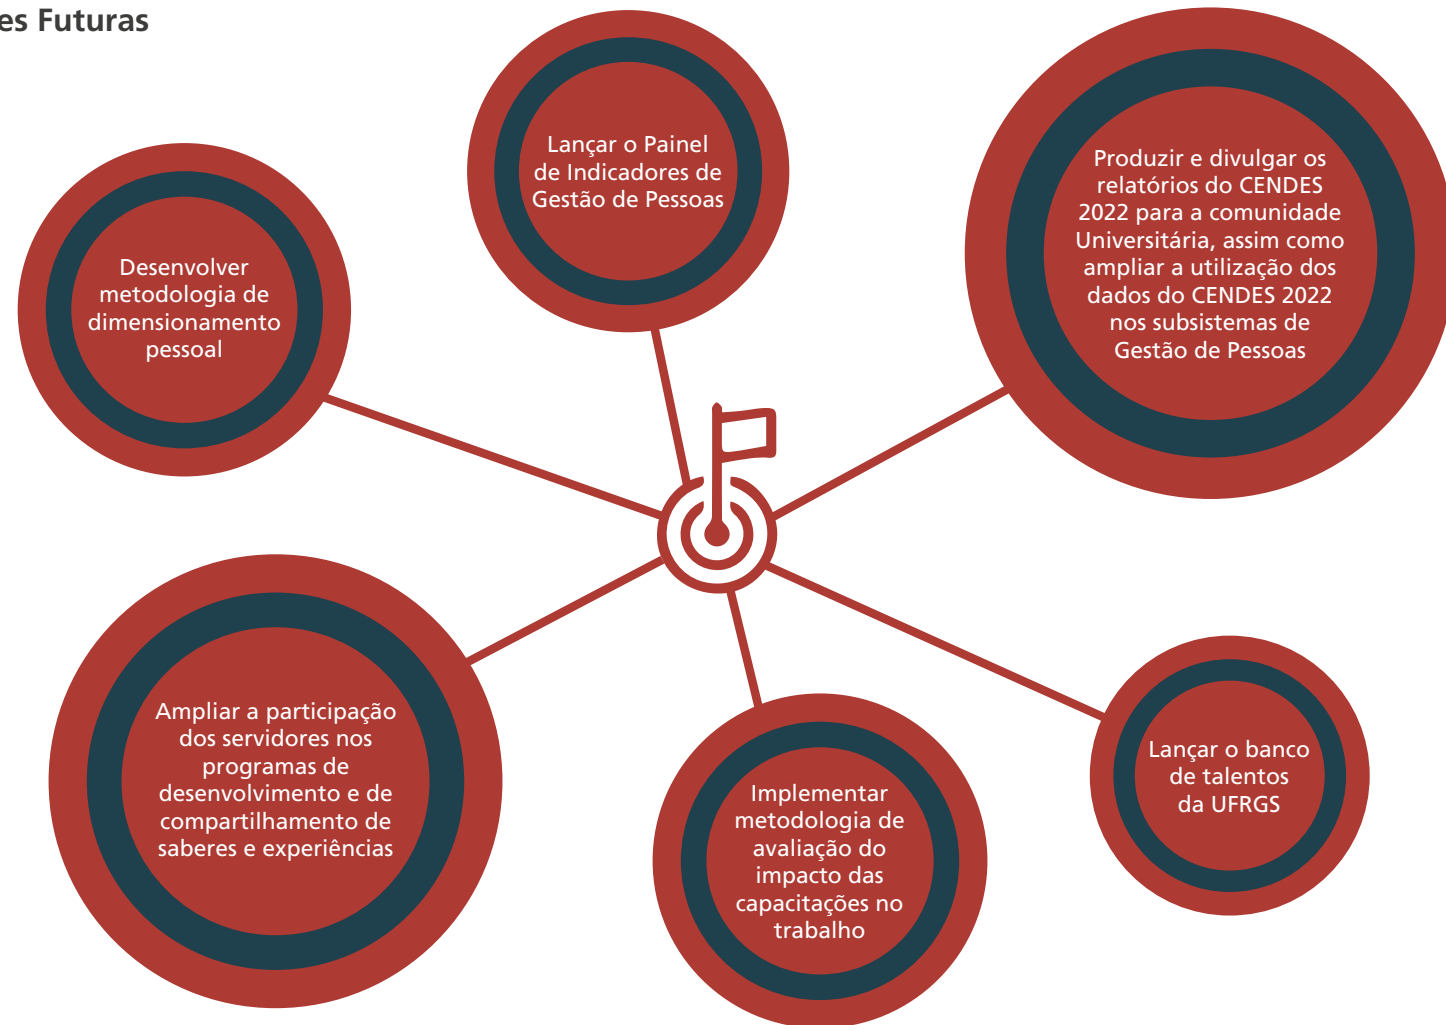 es Futuras
Lançar o Painel
de Indicadores de
Gestão de Pessoas
Produzir e divulgar os
relatórios do CENDES
2022 para a comunidade
Universitária, assim como
ampliar a utilização dos
dados do CENDES 2022
nos subsistemas de
Gestão de Pessoas
Desenvolver
metodologia de
dimensionamento
pessoal
Ampliar a participação
dos servidores nos
programas de
desenvolvimento e de
compartilhamento de
saberes e experiências
Implementar
metodologia de
avaliação do
impacto das
capacitações no
trabalho
Lançar o banco
de talentos
da UFRGS